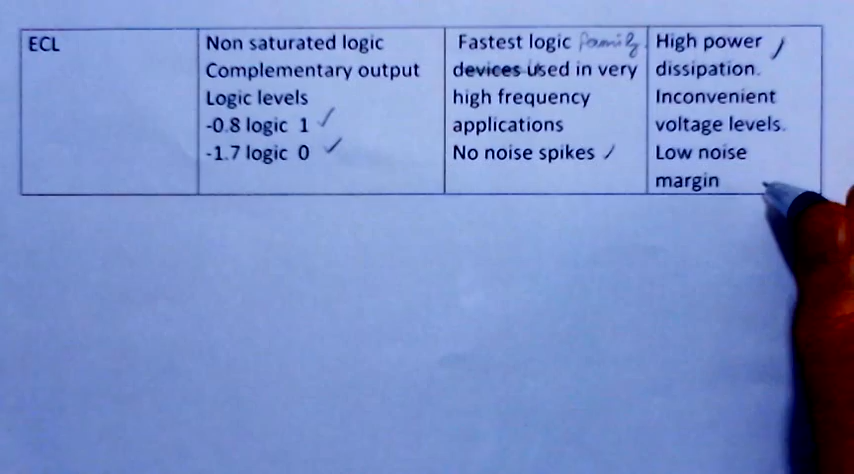 ECL
Non saturated logic
Complementary output
Logic levels
-0.8 logic 1
-1.7 logic 0
Fastest logic family.
devices used in very
high frequency
applications
No noise spikes
High power
dissipation.
Inconvenient
voltage levels.
Low noise
margin